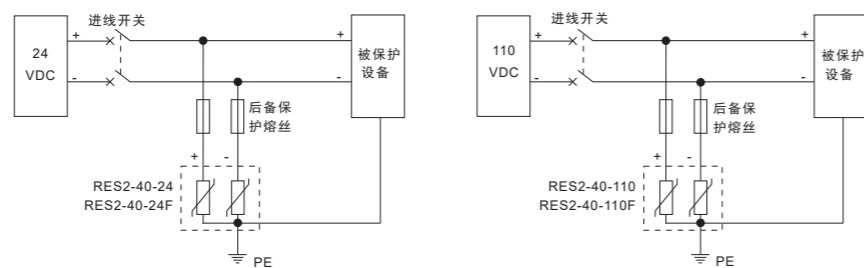 进线开关
+
+
24
VDC
被保护
设备
-
-
后备保
护熔丝
+
-
RES2-40-24
RES2-40-24F
PE
进线开关
+
+
110
VDC
被保护
设备
-
-
后备保
护熔丝
+
-
RES2-40-110
RES2-40-110F
PE